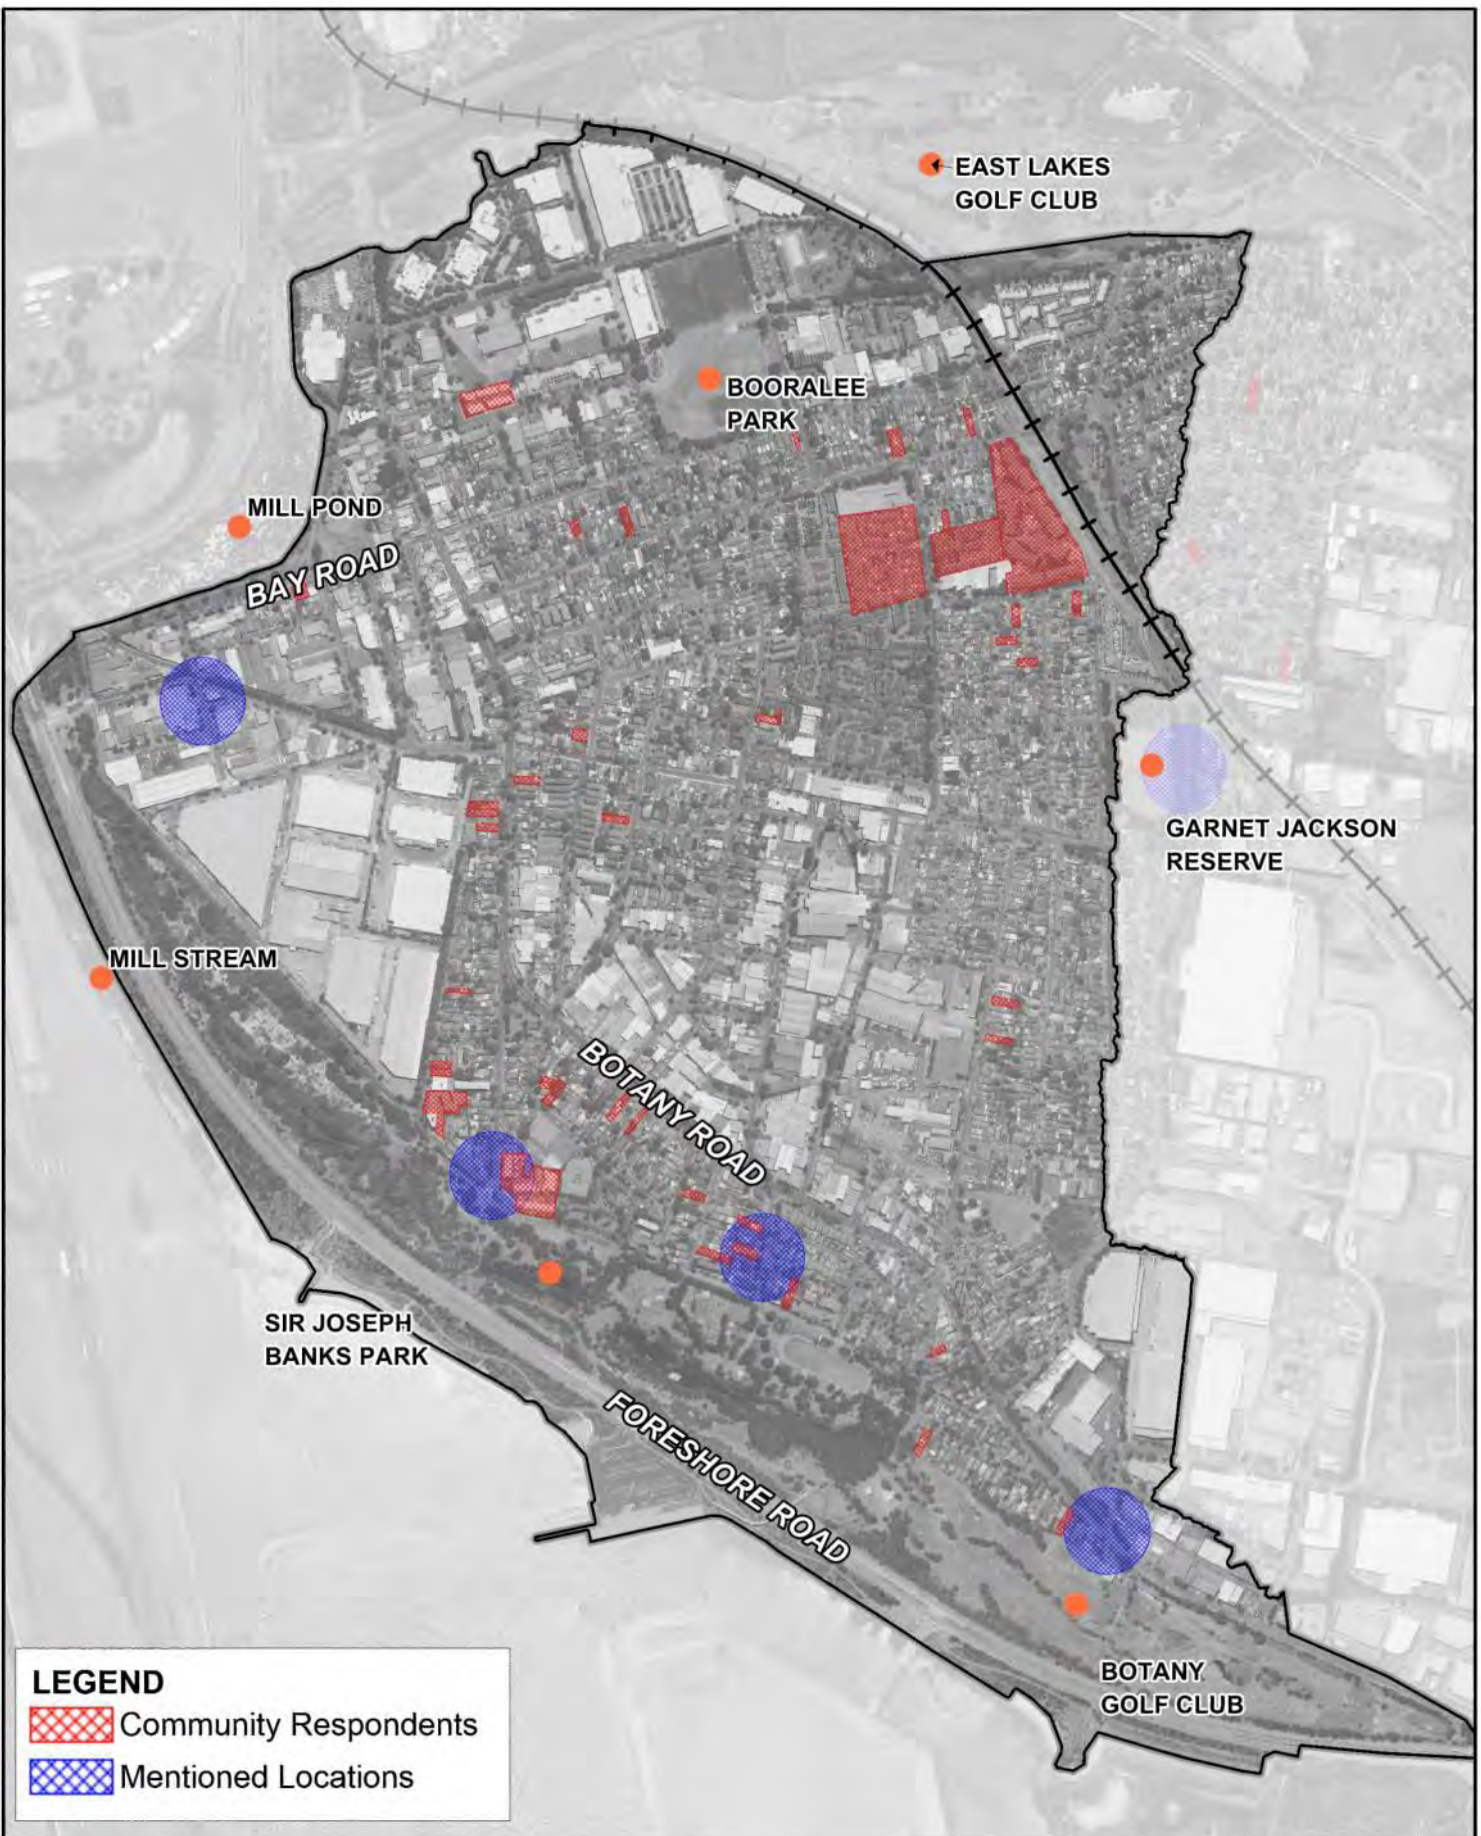 EAST LAKES
GOLF CLUB
BOORALEE
PARK
MILL POND
BAY ROAD
GARNET JACKSON
RESERVE
MILL STREAM
BOTANY ROAD
SIR JOSEPH
BANKS PARK
FORESHORE ROAD
BOTANY
GOLF CLUB
LEGEND
Community Respondents
Mentioned Locations